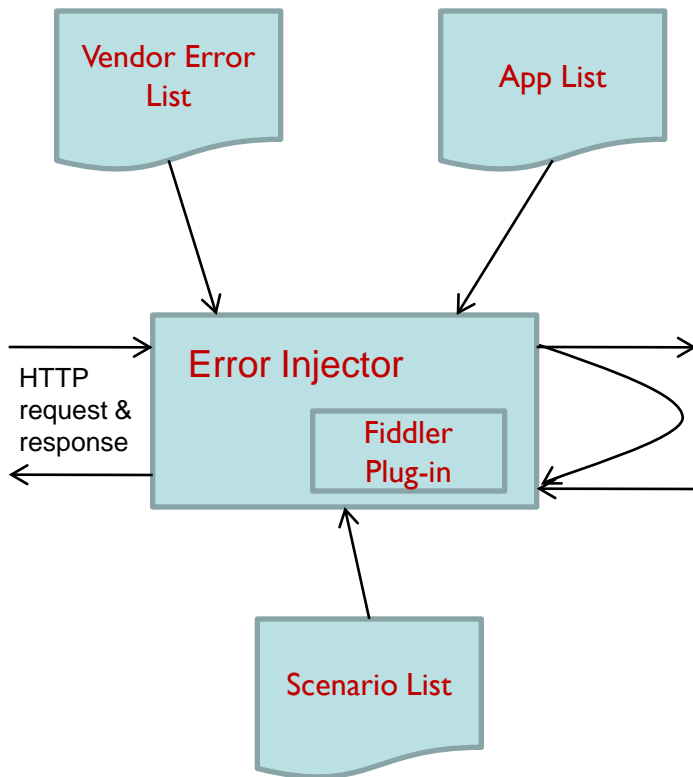 Vendor Error
List
App List
Error Injector
HTTP
request &
response
Fiddler
Plug-in
Scenario List